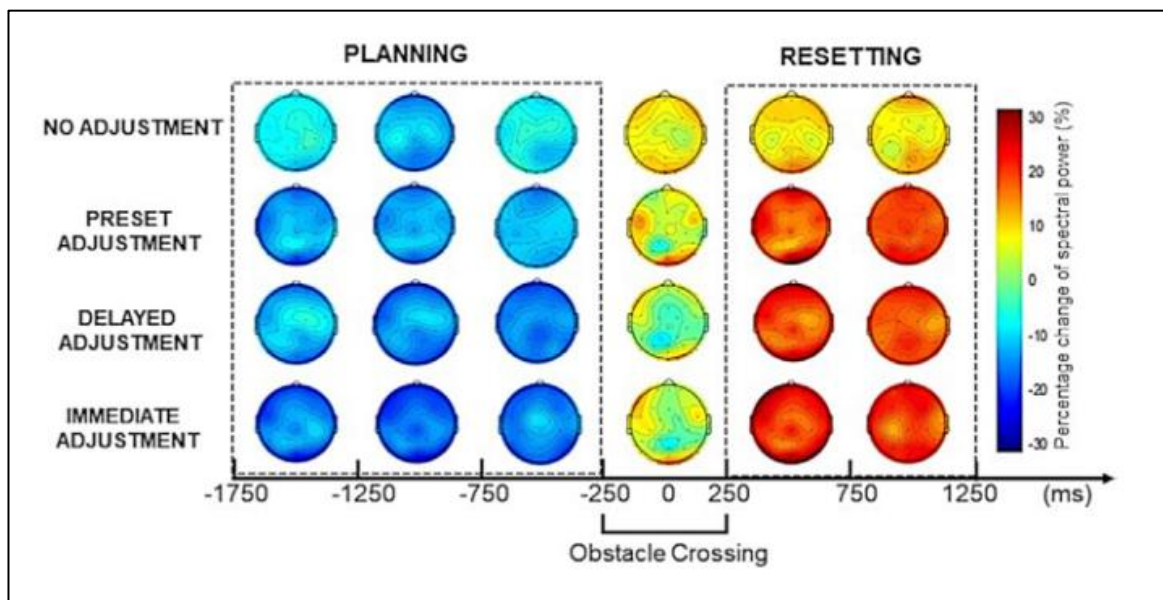 PLANNING
RESETTING
NO ADJUSTMENT
PRESET
ADJUSTMENT
DELAYED
ADJUSTMENT
IMMEDIATE
ADJUSTMENT
30
20
10
0
-10
-20
-30
Percentage change of spectral power (%)
-1750 -1250 -750 -250 0 250 750 1250 (ms)
Obstacle Crossing